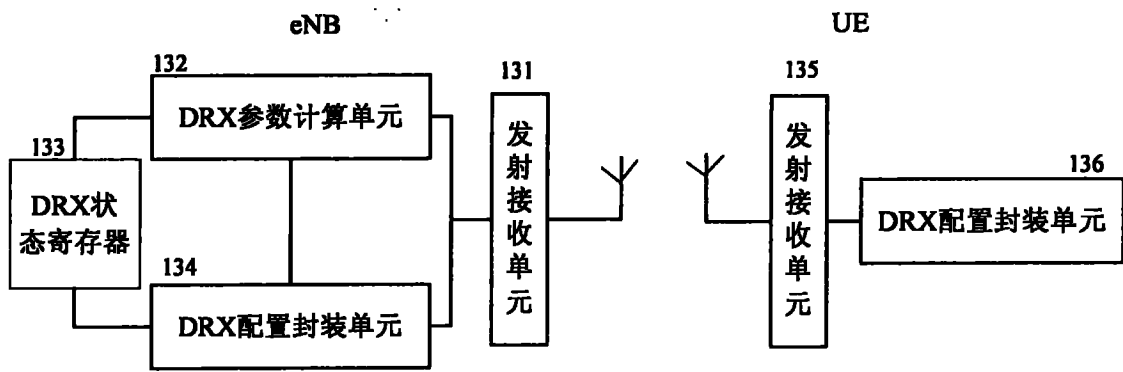 eNB
UE
132
DRX参数计算单元
133
DRX状
态寄存器
134
DRX配置封装单元
131
发射接收单元
135
发射接收单元
136
DRX配置封装单元